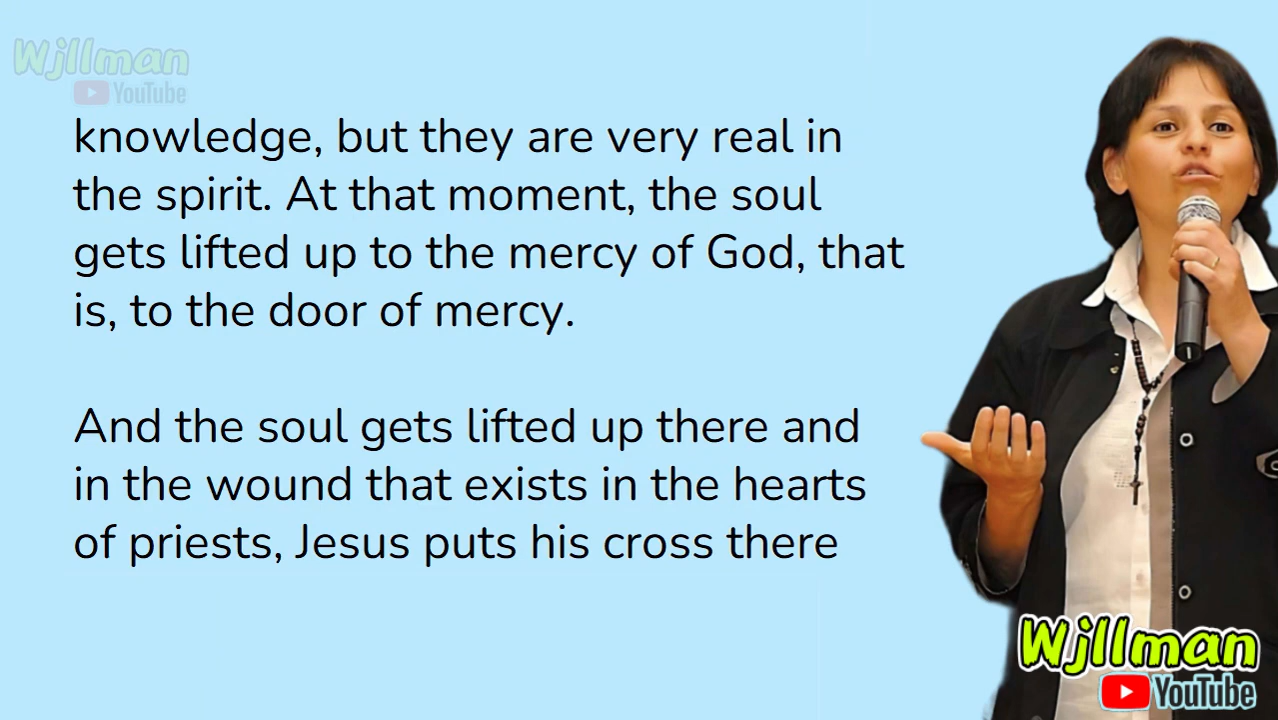 Wjllman
YouTube
knowledge, but they are very real in
the spirit. At that moment, the soul
gets lifted up to the mercy of God, that
is, to the door of mercy.
And the soul gets lifted up there and
in the wound that exists in the hearts
of priests, Jesus puts his cross there
Wjllman
YouTube